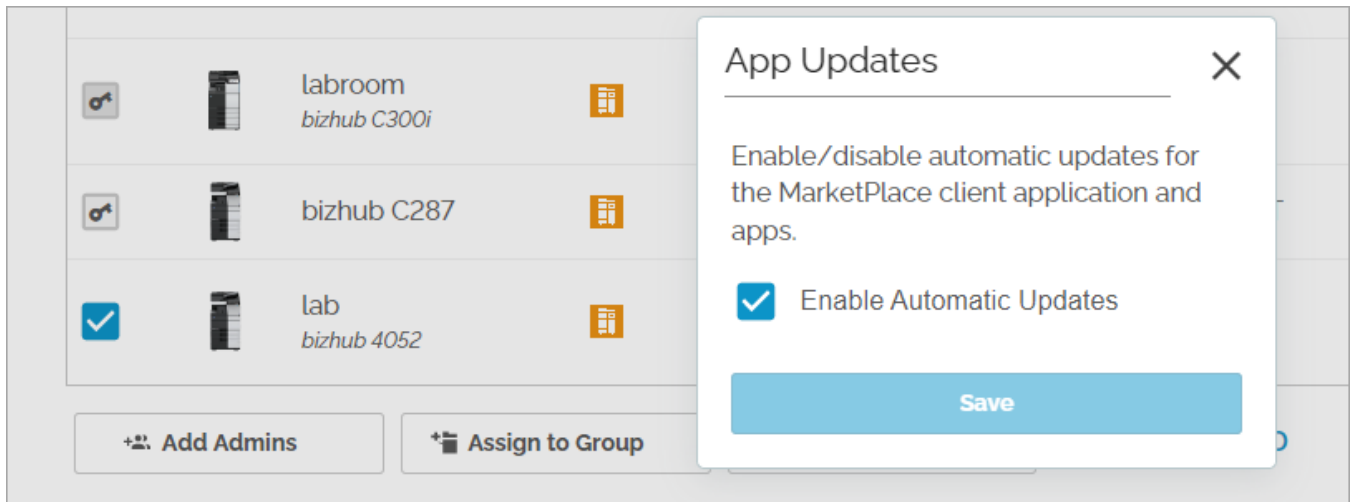 labroom
bizhub C300i
bizhub C287
lab
bizhub 4052
Add Admins
Assign to Group
App Updates
Enable/disable automatic updates for
the MarketPlace client application and
apps.
Enable Automatic Updates
Save